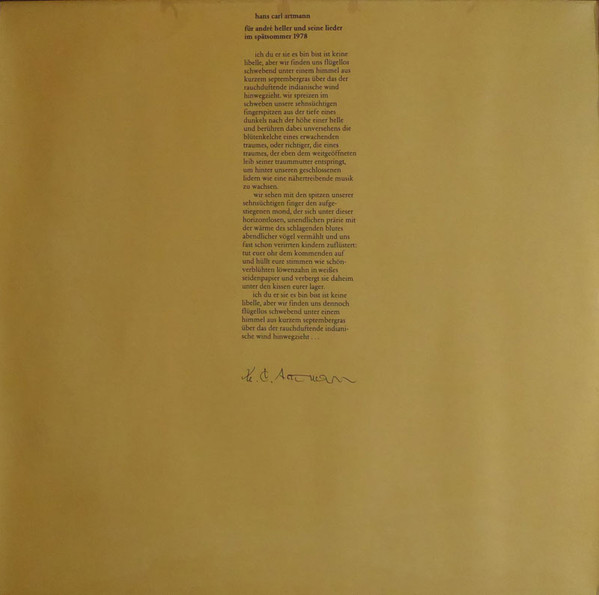 hans carl artmann
für andré heller und seine lieder
im spätsommer 1978
ich du er sie es bin bist ist keine
libelle, aber wir finden uns flügellos
schwebend unter einem himmel aus
kurzem septembergras über das der
rauchduftende indianische wind
hinwegzieht. wir spreizen im
schweben unsere sehnsüchtigen
fingerspitzen aus der tiefe eines
dunkels nach der höhe einer helle
und berühren dabei unversehens die
blütenkelche eines erwachenden
traumes, oder richtiger, die eines
traumes, der eben dem weitgeöffneten
leib seiner traummutter entspringt,
um hinter unseren geschlossenen
lidern wie eine nähertreibende musik
zu wachsen.
wir sehen mit den spitzen unserer
sehnsüchtigen finger den aufge-
stiegenen mond, der sich unter dieser
horizontlosen, unendlichen prärie mit
der wärme des schlagenden blutes
abendlicher vögel vermählt und uns
fast schon verirrten kindern zuflüstert:
tut euer ohr dem kommenden auf
und hüllt eure stimmen wie schön-
verblühten löwenzahn in weißes
seidenpapier und verbergt sie daheim
unter den kissen eurer lager.
ich du er sie es bin bist ist keine
libelle, aber wir finden uns dennoch
flügellos schwebend unter einem
himmel aus kurzem septembergras
über das der rauchduftende indiani-
sche wind hinwegzieht . . .
H. C. Artmann